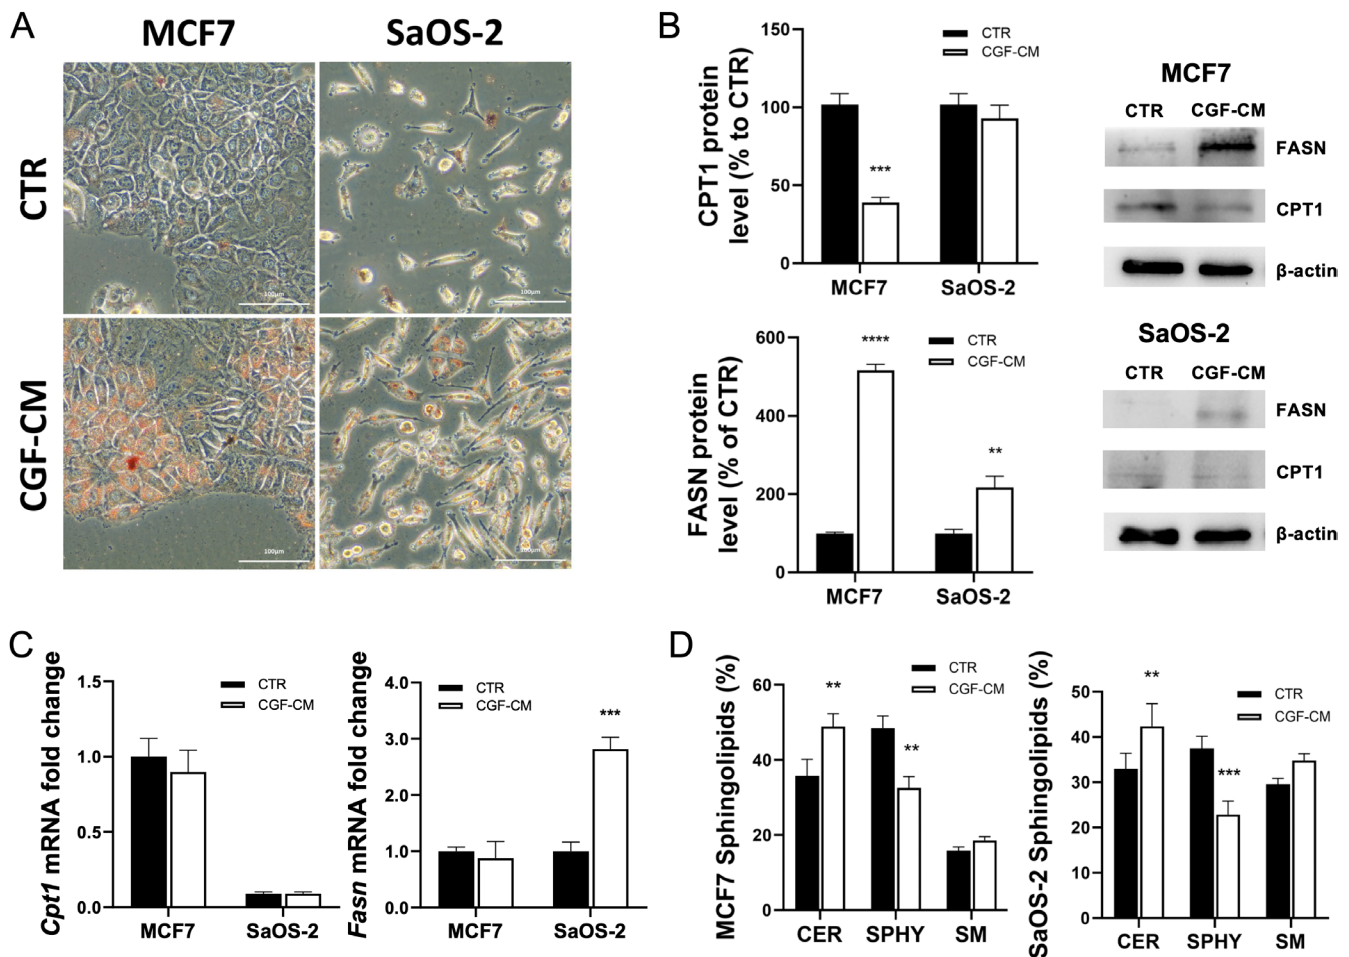 A
MCF7
SaOS-2
CTR
CGF-CM
100µm
100µm
100µm
100µm
B
CPT1 protein
level (% to CTR)
150
100
50
0
CTR
CGF-CM
***
MCF7
SaOS-2
FASN protein
level (% of CTR)
600
400
200
0
CTR
CGF-CM
****
**
MCF7
SaOS-2
MCF7
CTR
CGF-CM
FASN
CPT1
β-actin
SaOS-2
CTR
CGF-CM
FASN
CPT1
β-actin
C
Cpt1 mRNA fold change
1.5
1.0
0.5
0.0
CTR
CGF-CM
MCF7
SaOS-2
Fasn mRNA fold change
4.0
3.0
2.0
1.0
0.0
CTR
CGF-CM
***
MCF7
SaOS-2
D
MCF7 Sphingolipids (%)
60
40
20
0
CTR
CGF-CM
**
**
CER
SPHY
SM
SaOS-2 Sphingolipids (%)
50
40
30
20
10
0
CTR
CGF-CM
**
***
CER
SPHY
SM